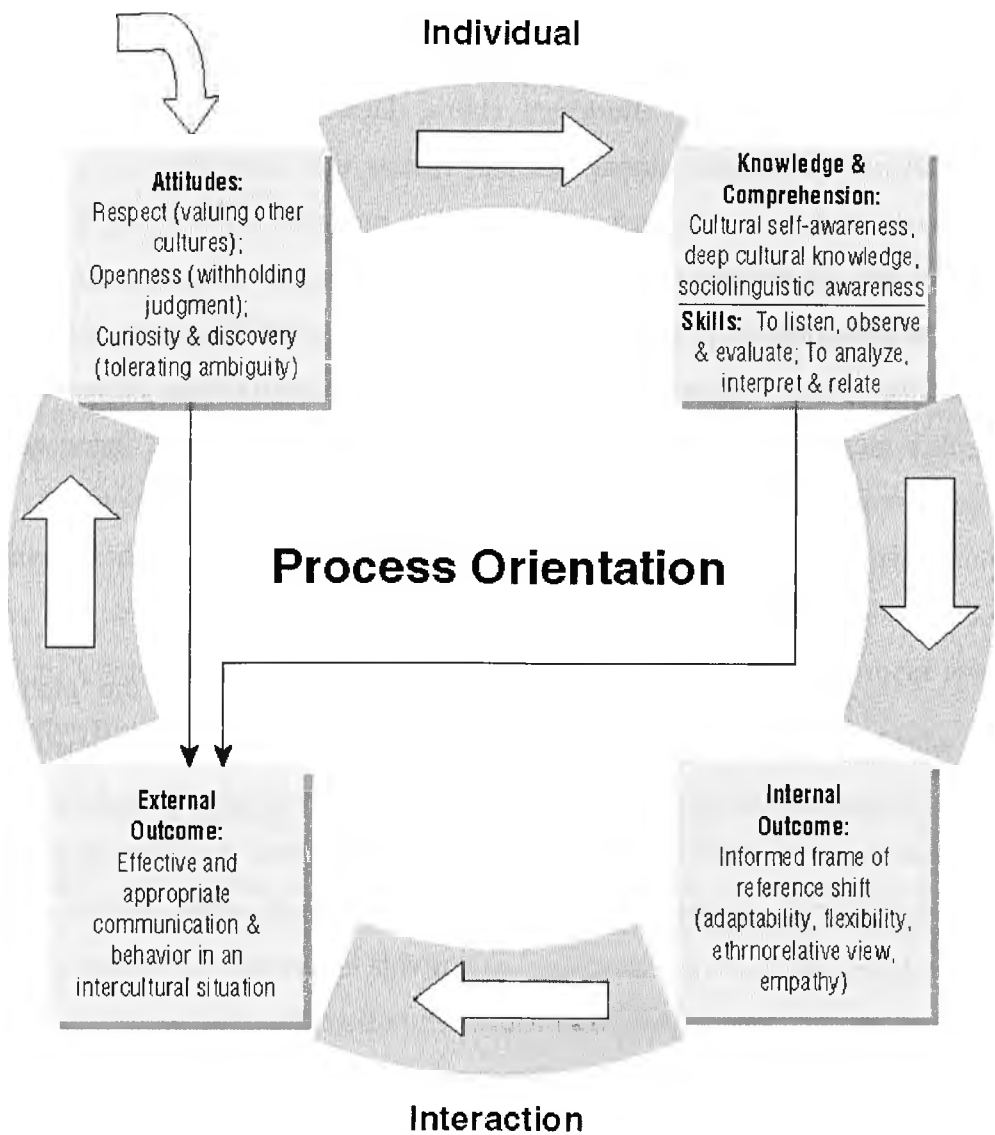 Individual
Attitudes:
Respect (valuing other
cultures);
Openness (withholding
judgment);
Curiosity & discovery
(tolerating ambiguity)
Knowledge &
Comprehension:
Cultural self-awareness,
deep cultural knowledge,
sociolinguistic awareness
Skills: To listen, observe
& evaluate; To analyze,
interpret & relate
Process Orientation
External
Outcome:
Effective and
appropriate
communication &
behavior in an
intercultural situation
Internal
Outcome:
Informed frame of
reference shift
(adaptability, flexibility,
ethrnorelative view,
empathy)
Interaction